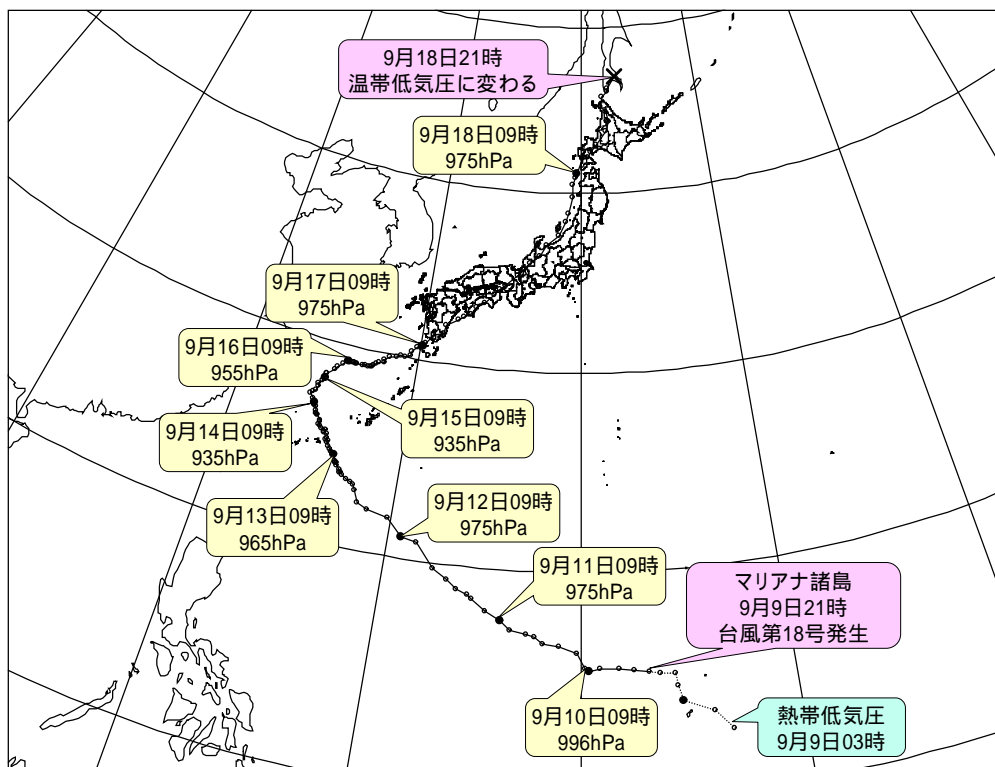 9月18日21時
温帯低気圧に変わる
9月18日09時
975hPa
9月17日09時
975hPa
9月16日09時
955hPa
9月15日09時
935hPa
9月14日09時
935hPa
9月13日09時
965hPa
9月12日09時
975hPa
9月11日09時
975hPa
マリアナ諸島
9月9日21時
台風第18号発生
9月10日09時
996hPa
熱帯低気圧
9月9日03時